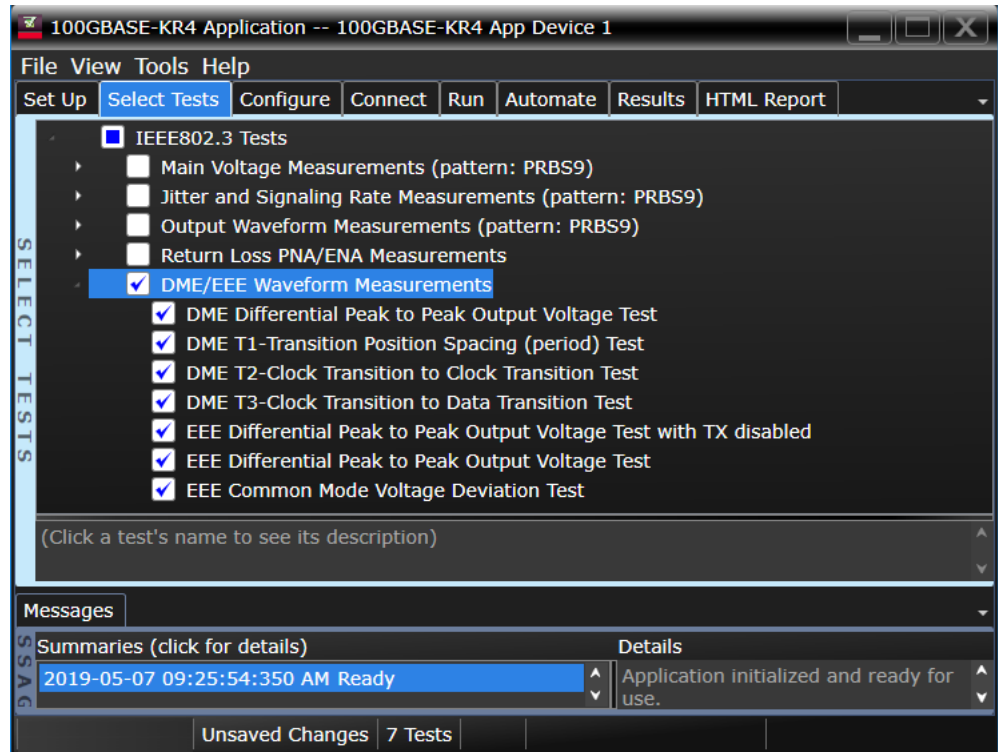 100GBASE-KR4 Application -- 100GBASE-KR4 App Device 1
File View Tools Help
Set Up Select Tests Configure Connect Run Automate Results HTML Report
SELECT TESTS
IEEE802.3 Tests
Main Voltage Measurements (pattern: PRBS9)
Jitter and Signaling Rate Measurements (pattern: PRBS9)
Output Waveform Measurements (pattern: PRBS9)
Return Loss PNA/ENA Measurements
DME/EEE Waveform Measurements
DME Differential Peak to Peak Output Voltage Test
DME T1-Transition Position Spacing (period) Test
DME T2-Clock Transition to Clock Transition Test
DME T3-Clock Transition to Data Transition Test
EEE Differential Peak to Peak Output Voltage Test with TX disabled
EEE Differential Peak to Peak Output Voltage Test
EEE Common Mode Voltage Deviation Test
(Click a test's name to see its description)
Messages
SSAG
Summaries (click for details) Details
2019-05-07 09:25:54:350 AM Ready Application initialized and ready for
use.
Unsaved Changes 7 Tests